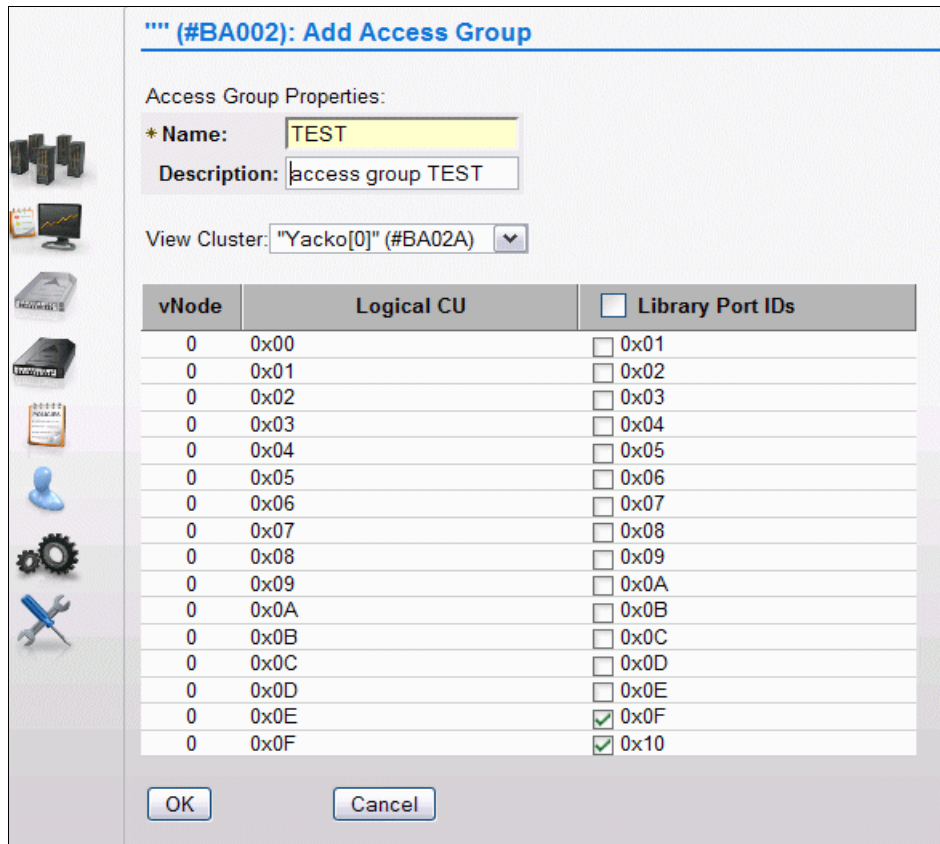 "" (#BA002): Add Access Group
Access Group Properties:
* Name: TEST
Description: access group TEST
View Cluster: "Yacko[0]" (#BA02A)
vNode Logical CU Library Port IDs
0 0x00 0x01
0 0x01 0x02
0 0x02 0x03
0 0x03 0x04
0 0x04 0x05
0 0x05 0x06
0 0x06 0x07
0 0x07 0x08
0 0x08 0x09
0 0x09 0x0A
0 0x0A 0x0B
0 0x0B 0x0C
0 0x0C 0x0D
0 0x0D 0x0E
0 0x0E 0x0F
0 0x0F 0x10
OK Cancel